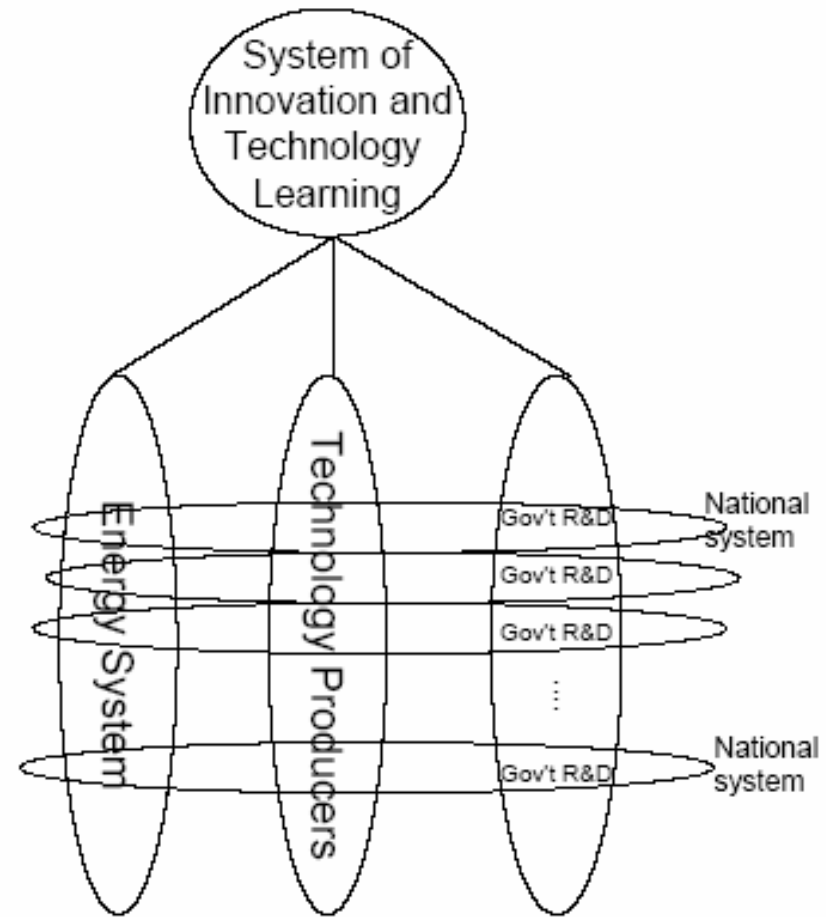 System of
Innovation and
Technology
Learning
Energy System
Technology Producers
Gov't R&D
National
system
Gov't R&D
Gov't R&D
.....
Gov't R&D
National
system